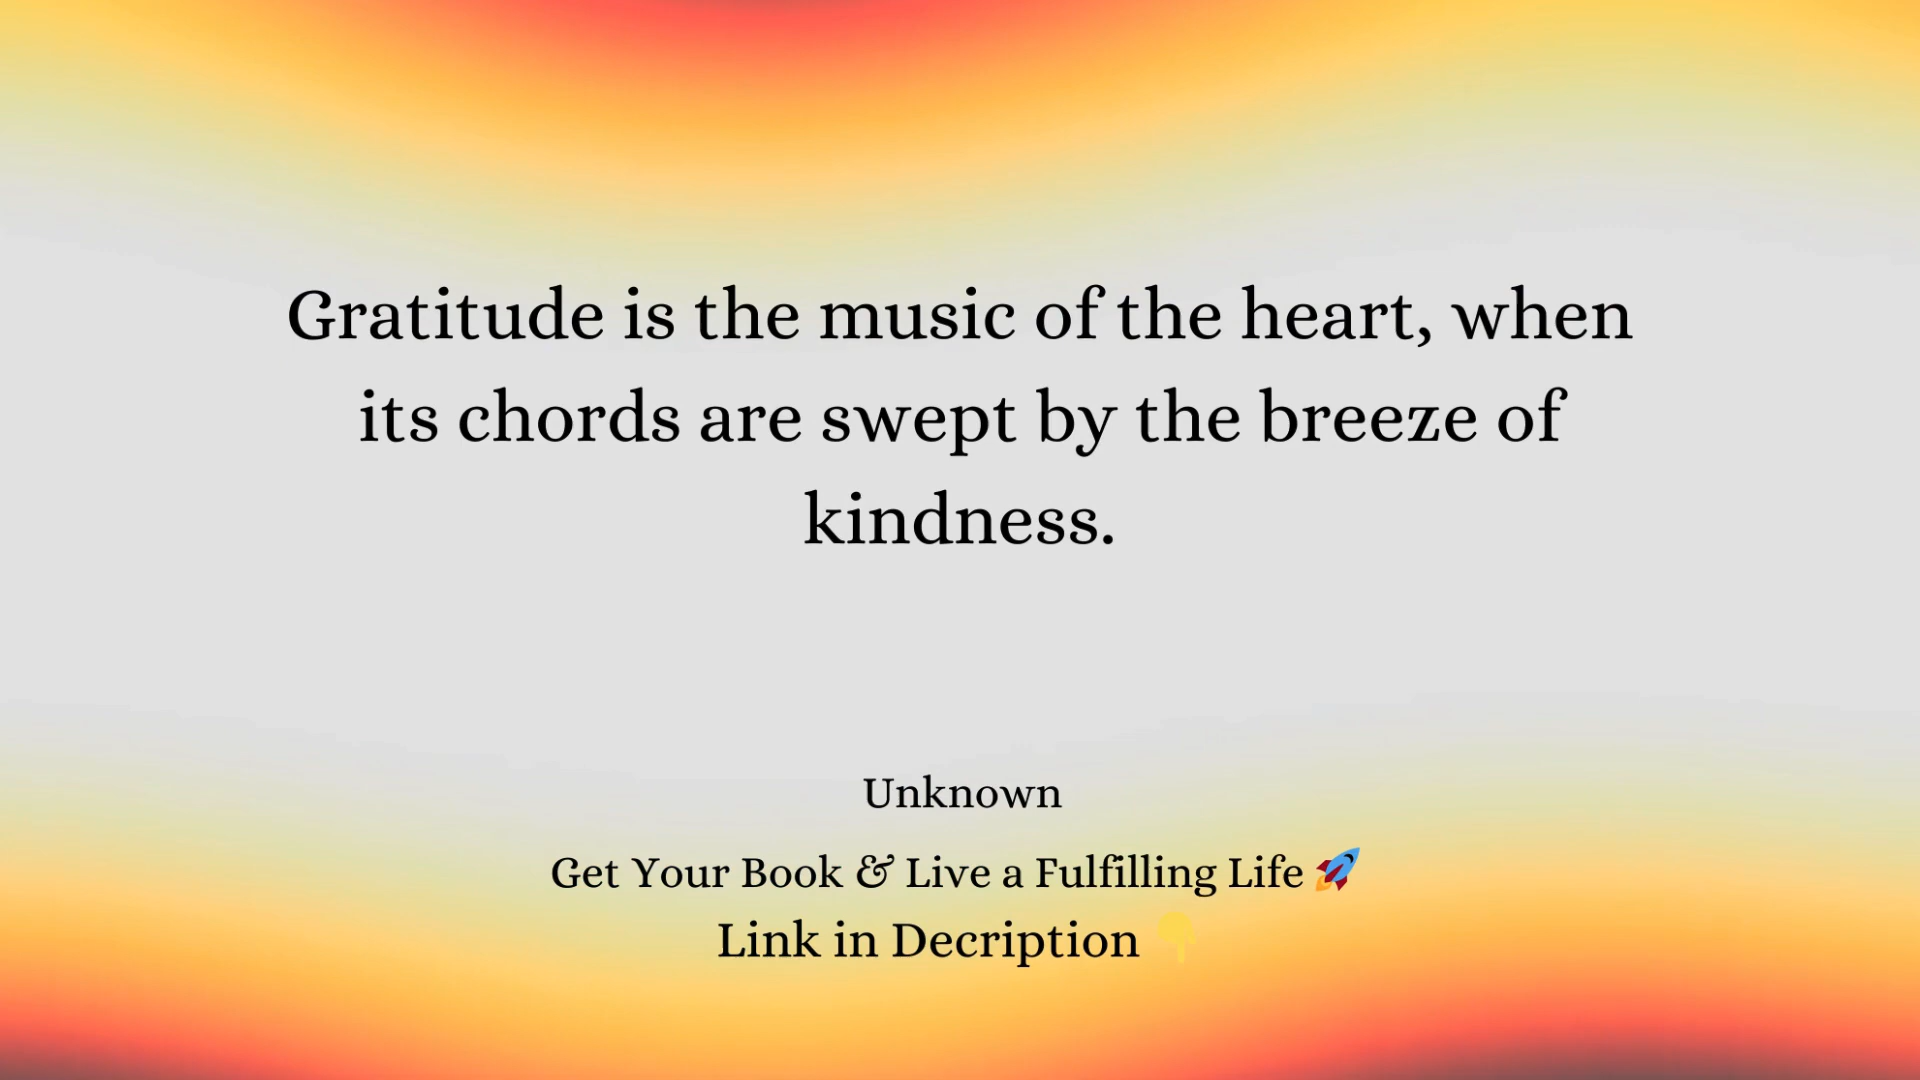 Gratitude is the music of the heart, when
its chords are swept by the breeze of
kindness.
Unknown
Get Your Book & Live a Fulfilling Life 🚀
Link in Decription 👇